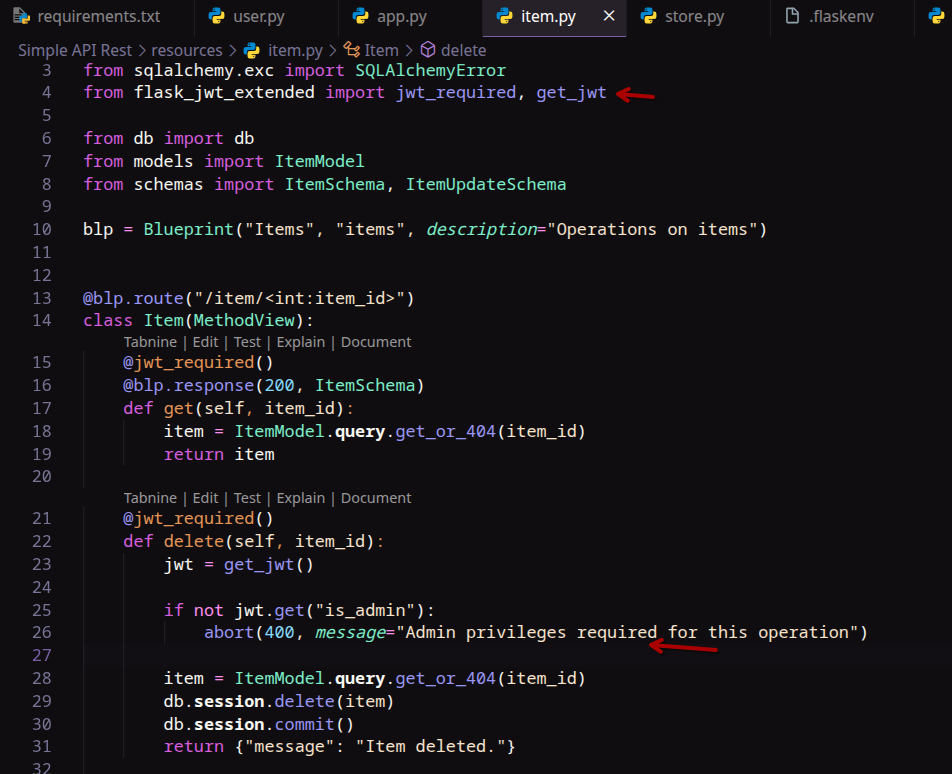 requirements.txt user.py app.py item.py × store.py .flaskenv
Simple API Rest > resources > item.py > Item > delete
3 from sqlalchemy.exc import SQLAlchemyError
4 from flask_jwt_extended import jwt_required, get_jwt
5
6 from db import db
7 from models import ItemModel
8 from schemas import ItemSchema, ItemUpdateSchema
9
10 blp = Blueprint("Items", "items", description="Operations on items")
11
12
13 @blp.route("/item/<int:item_id>")
14 class Item(MethodView):
Tabnine | Edit | Test | Explain | Document
15     @jwt_required()
16     @blp.response(200, ItemSchema)
17     def get(self, item_id):
18         item = ItemModel.query.get_or_404(item_id)
19         return item
20
Tabnine | Edit | Test | Explain | Document
21     @jwt_required()
22     def delete(self, item_id):
23         jwt = get_jwt()
24
25         if not jwt.get("is_admin"):
26             abort(400, message="Admin privileges required for this operation")
27
28         item = ItemModel.query.get_or_404(item_id)
29         db.session.delete(item)
30         db.session.commit()
31         return {"message": "Item deleted."}
32